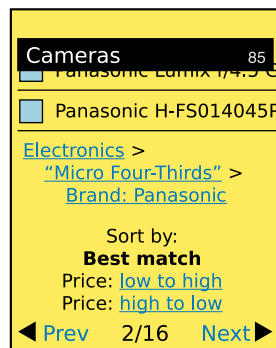 Cameras 85
Panasonic Lumix f/4.5
Panasonic H-FS014045
Electronics >
“Micro Four-Thirds” >
Brand: Panasonic
Sort by:
Best match
Price: low to high
Price: high to low
◀ Prev 2/16 Next ▶